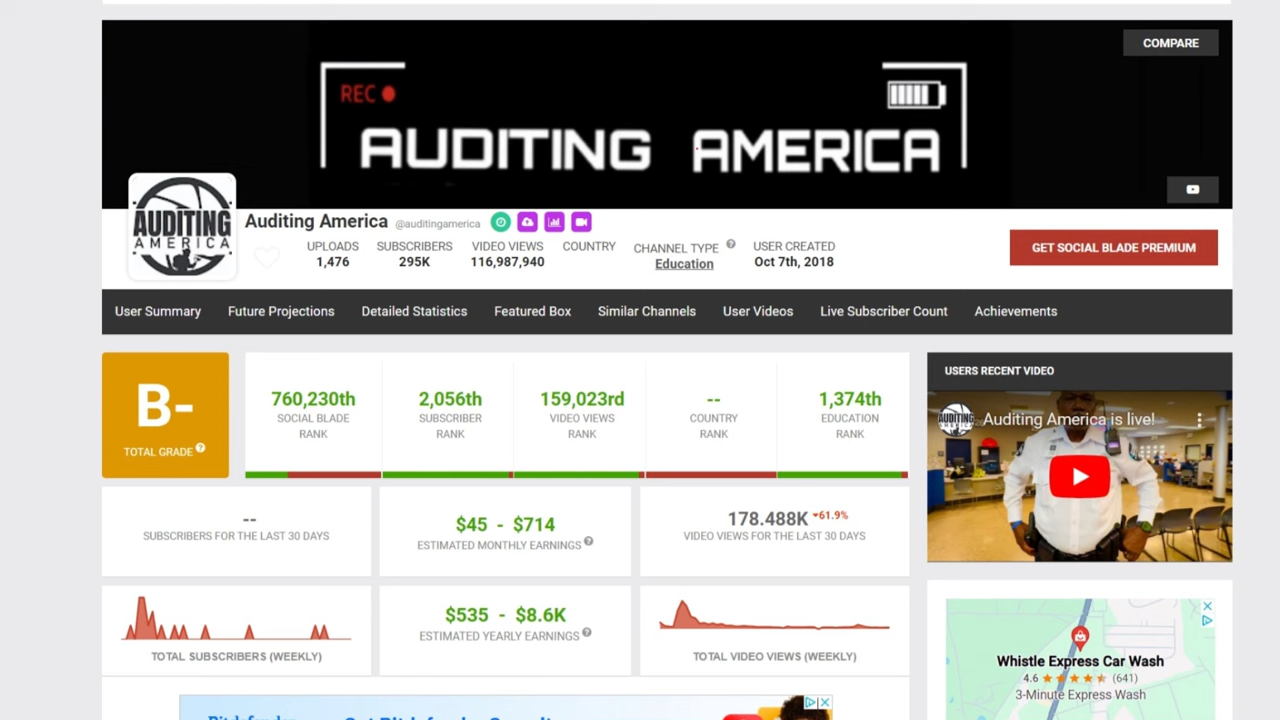 COMPARE
REC
AUDITING AMERICA
AUDITING
AMERICA
Auditing America @auditingamerica
UPLOADS
1,476
SUBSCRIBERS
295K
VIDEO VIEWS
116,987,940
COUNTRY
CHANNEL TYPE ?
Education
USER CREATED
Oct 7th, 2018
GET SOCIAL BLADE PREMIUM
User Summary Future Projections Detailed Statistics Featured Box Similar Channels User Videos Live Subscriber Count Achievements
B-
TOTAL GRADE ?
760,230th
SOCIAL BLADE
RANK
2,056th
SUBSCRIBER
RANK
159,023rd
VIDEO VIEWS
RANK
--
COUNTRY
RANK
1,374th
EDUCATION
RANK
USERS RECENT VIDEO
AUDITING
Auditing America is live!
--
SUBSCRIBERS FOR THE LAST 30 DAYS
$45 - $714
ESTIMATED MONTHLY EARNINGS ?
178.488K 61.9%
VIDEO VIEWS FOR THE LAST 30 DAYS
TOTAL SUBSCRIBERS (WEEKLY)
$535 - $8.6K
ESTIMATED YEARLY EARNINGS ?
TOTAL VIDEO VIEWS (WEEKLY)
Whistle Express Car Wash
4.6 (641)
3-Minute Express Wash